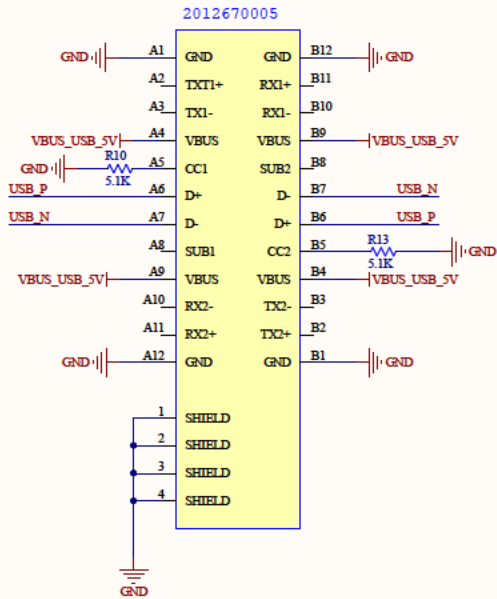 2012670005
GND A1 GND GND B12 GND
A2 TXT1+ RX1+ B11
A3 TX1- RX1- B10
VBUS_USB_5V A4 VBUS VBUS B9 VBUS_USB_5V
GND R10 5.1K A5 CC1 SUB2 B8
USB_P A6 D+ D- B7 USB_N
USB_N A7 D- D+ B6 USB_P
A8 SUB1 CC2 B5 R13 5.1K GND
VBUS_USB_5V A9 VBUS VBUS B4 VBUS_USB_5V
A10 RX2- TX2- B3
A11 RX2+ TX2+ B2
GND A12 GND GND B1 GND
1 SHIELD
2 SHIELD
3 SHIELD
4 SHIELD
GND